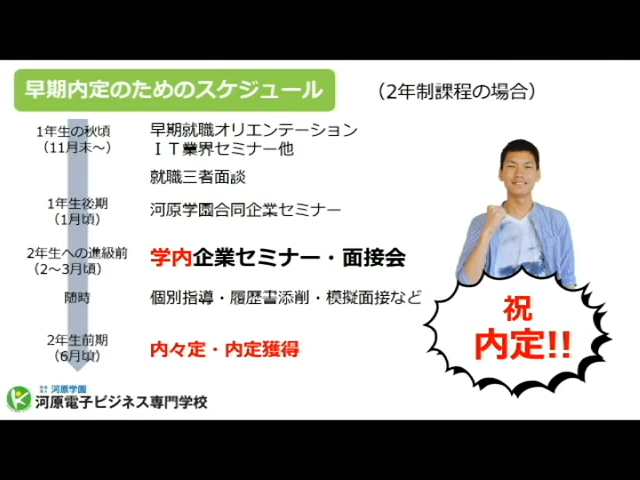 早期内定のためのスケジュール
（2年制課程の場合）
1年生の秋頃
（11月末～）
早期就職オリエンテーション
ＩＴ業界セミナー他
就職三者面談
1年生後期
（1月頃）
河原学園合同企業セミナー
2年生への進級前
（2～3月頃）
学内企業セミナー・面接会
随時
個別指導・履歴書添削・模擬面接など
2年生前期
（6月頃）
内々定・内定獲得
祝
内定!!
河原学園
河原電子ビジネス専門学校